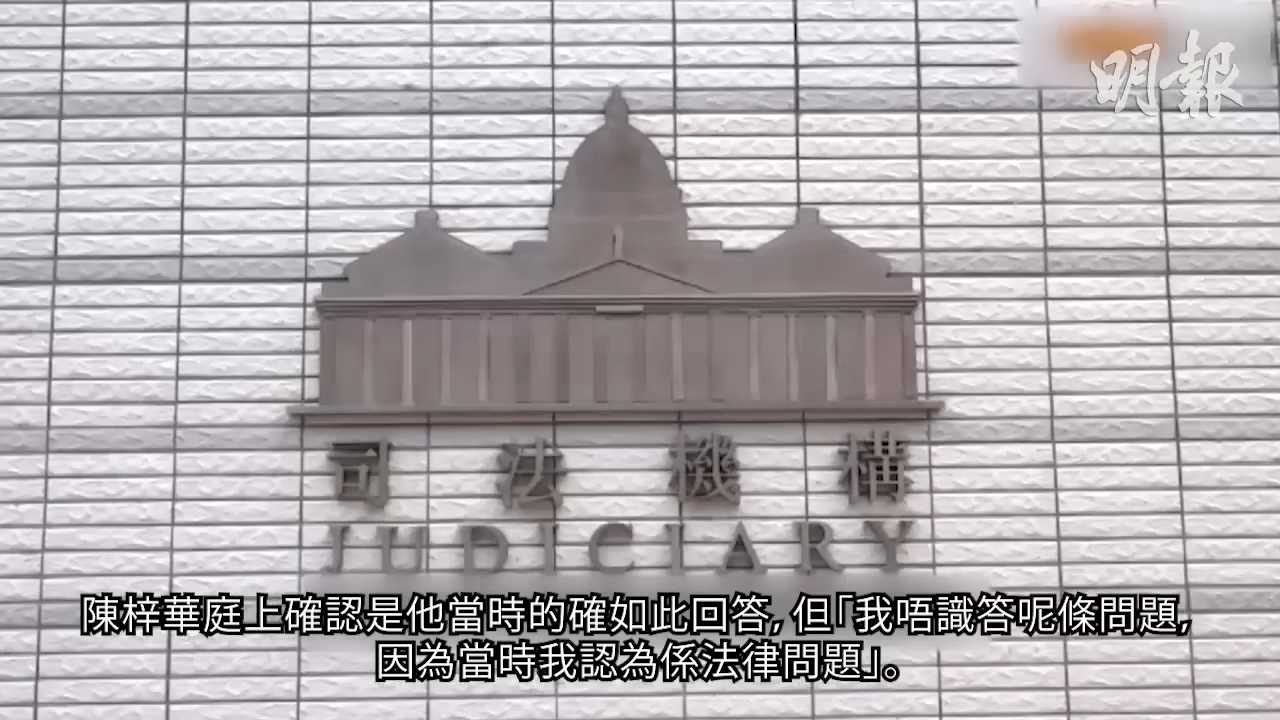 明報
司法機構
JUDICIARY
陳梓華庭上確認是他當時的確如此回答, 但「我唔識答呢條問題,
因為當時我認為係法律問題」。